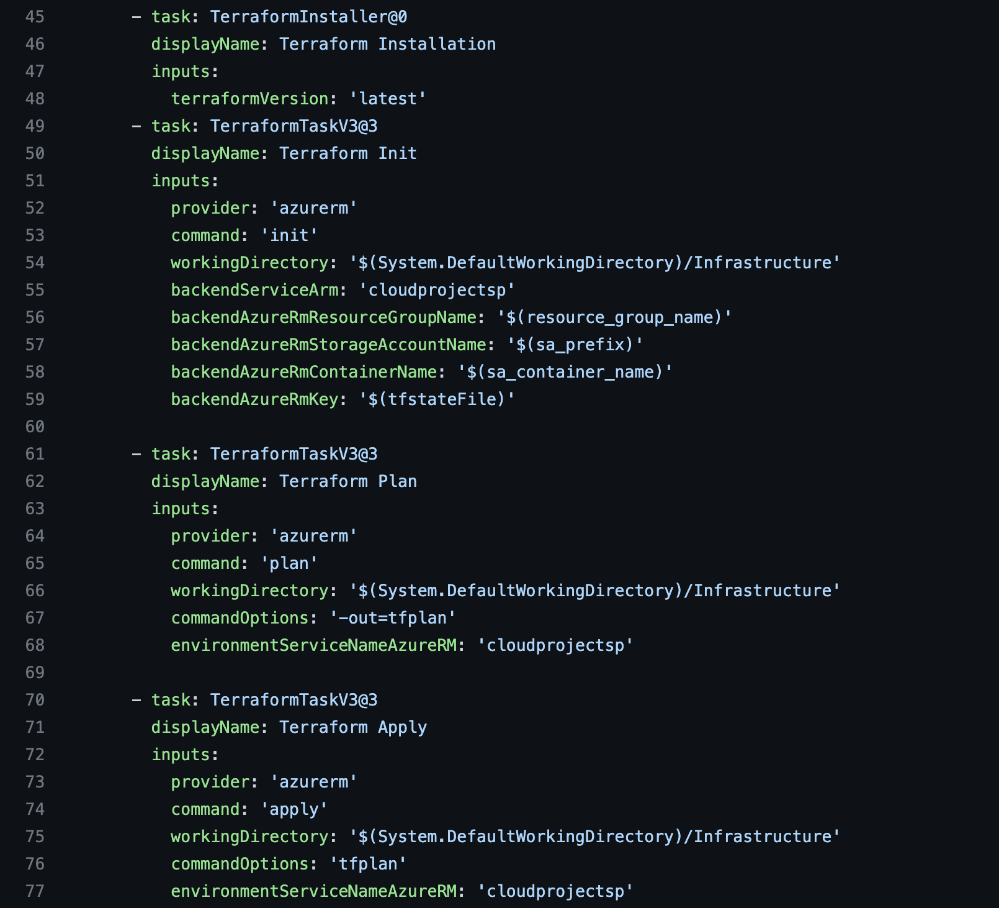 45 - task: TerraformInstaller@0
46 displayName: Terraform Installation
47 inputs:
48 terraformVersion: 'latest'
49 - task: TerraformTaskV3@3
50 displayName: Terraform Init
51 inputs:
52 provider: 'azurerm'
53 command: 'init'
54 workingDirectory: '$(System.DefaultWorkingDirectory)/Infrastructure'
55 backendServiceArm: 'cloudprojectsp'
56 backendAzureRmResourceGroupName: '$(resource_group_name)'
57 backendAzureRmStorageAccountName: '$(sa_prefix)'
58 backendAzureRmContainerName: '$(sa_container_name)'
59 backendAzureRmKey: '$(tfstateFile)'
60
61 - task: TerraformTaskV3@3
62 displayName: Terraform Plan
63 inputs:
64 provider: 'azurerm'
65 command: 'plan'
66 workingDirectory: '$(System.DefaultWorkingDirectory)/Infrastructure'
67 commandOptions: '-out=tfplan'
68 environmentServiceNameAzureRM: 'cloudprojectsp'
69
70 - task: TerraformTaskV3@3
71 displayName: Terraform Apply
72 inputs:
73 provider: 'azurerm'
74 command: 'apply'
75 workingDirectory: '$(System.DefaultWorkingDirectory)/Infrastructure'
76 commandOptions: 'tfplan'
77 environmentServiceNameAzureRM: 'cloudprojectsp'